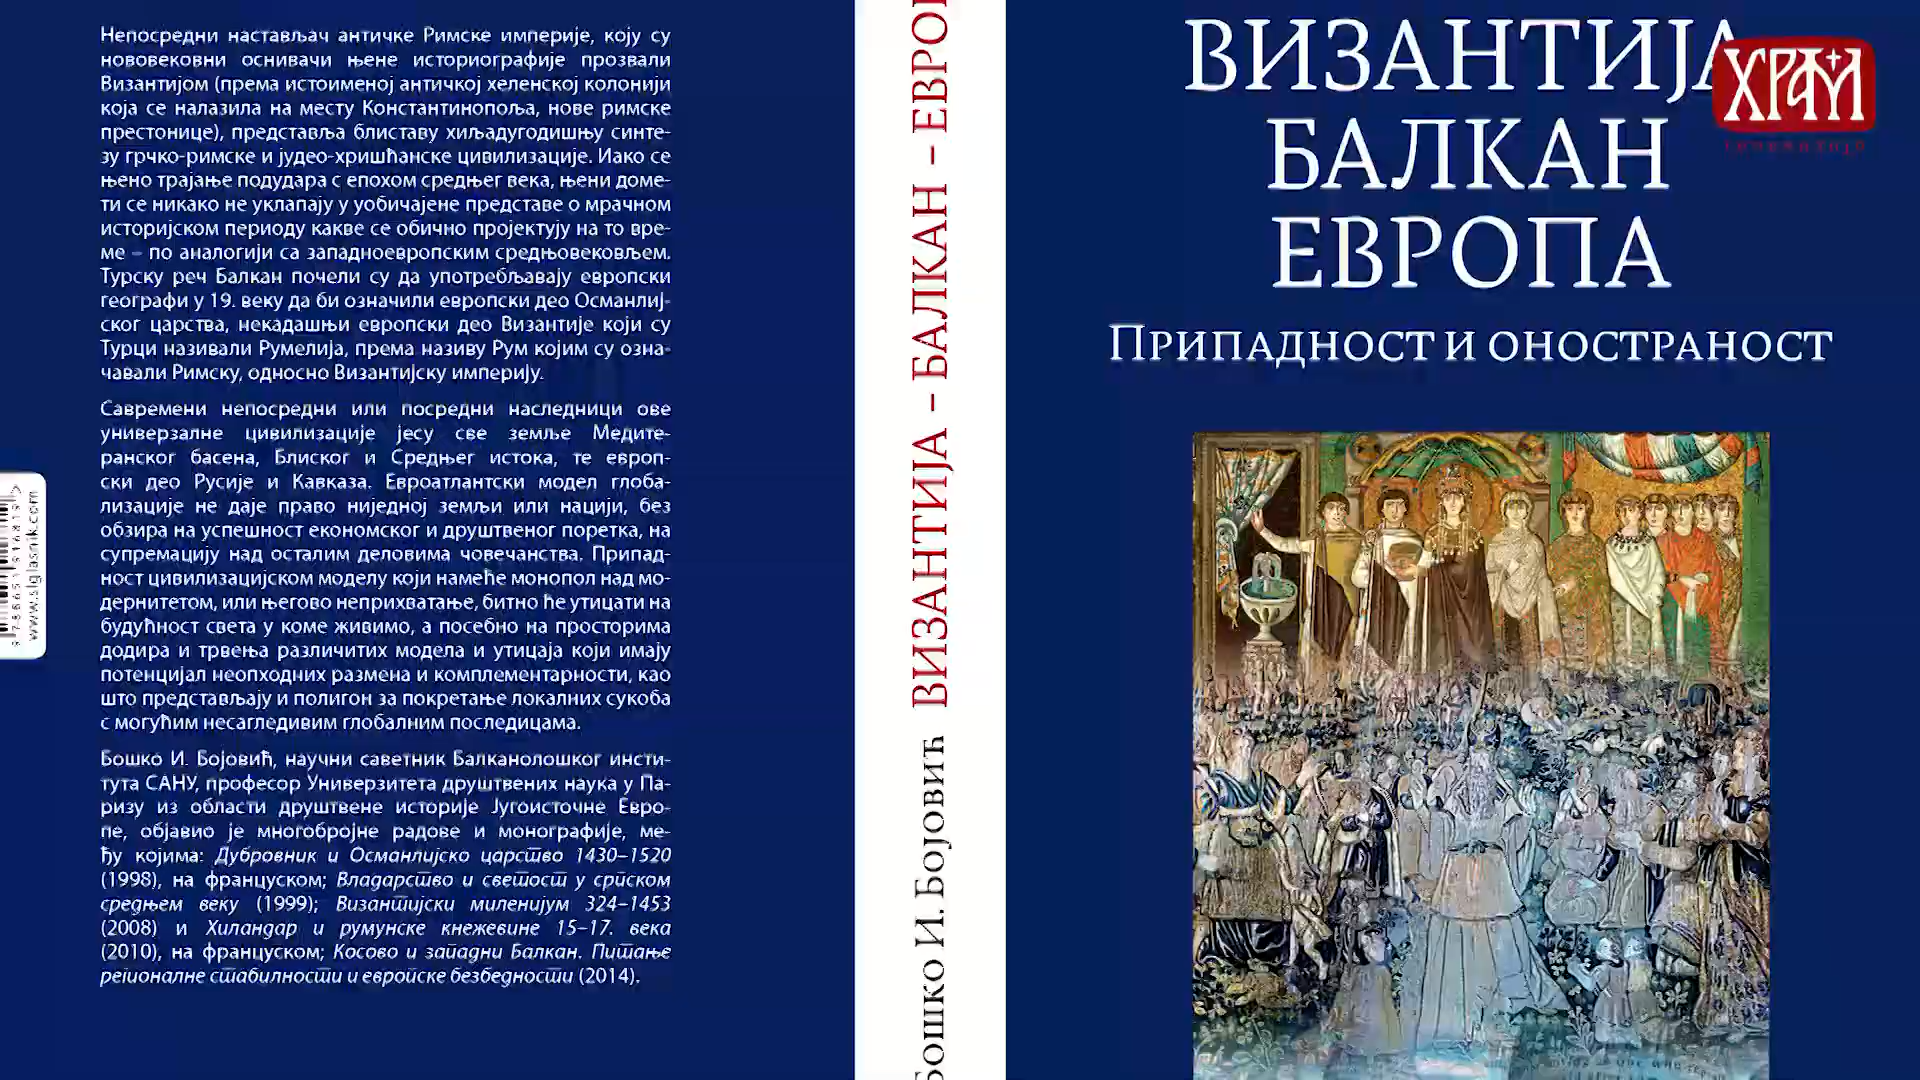 Непосредни настављач античке Римске империје, коју су
нововековни оснивачи њене историографије прозвали
Византијом (према истоименој античкој хеленској колонији
која се налазила на месту Константинопоља, нове римске
престонице), представља блиставу хиљадугодишњу синте-
зу грчко-римске и јудео-хришћанске цивилизације. Иако се
њено трајање подудара с епохом средњег века, њени доме-
ти се никако не уклапају у уобичајене представе о мрачном
историјском периоду какве се обично пројектују на то вре-
ме – по аналогији са западноевропским средњовековљем.
Турску реч Балкан почели су да употребљавају европски
географи у 19. веку да би означили европски део Османлиј-
ског царства, некадашњи европски део Византије који су
Турци називали Румелија, према називу Рум којим су озна-
чавали Римску, односно Византијску империју.
Савремени непосредни или посредни наследници ове
универзалне цивилизације јесу све земље Медите-
ранског басена, Блиског и Средњег истока, те европ-
ски део Русије и Кавказа. Евроатлантски модел глоба-
лизације не даје право ниједној земљи или нацији, без
обзира на успешност економског и друштвеног поретка, на
супремацију над осталим деловима човечанства. Припад-
ност цивилизацијском моделу који намеће монопол над мо-
дернитетом, или његово неприхватање, битно ће утицати на
будућност света у коме живимо, а посебно на просторима
додира и трвења различитих модела и утицаја који имају
потенцијал неопходних размена и комплементарности, као
што представљају и полигон за покретање локалних сукоба
с могућим несагледивим глобалним последицама.
Бошко И. Бојовић, научни саветник Балканолошког инсти-
тута САНУ, професор Универзитета друштвених наука у Па-
ризу из области друштвене историје Југоисточне Евро-
пе, објавио је многобројне радове и монографије, ме-
ђу којима: Дубровник и Османлијско царство 1430–1520
(1998), на француском; Владарство и светост у српском
средњем веку (1999); Византијски миленијум 324–1453
(2008) и Хиландар и румунске кнежевине 15–17. века
(2010), на француском; Косово и западни Балкан. Питање
регионалне стабилности и европске безбедности (2014).
www.slglasnik.com
Бошко И. Бојовић ВИЗАНТИЈА – БАЛКАН – ЕВРОП
ВИЗАНТИЈА
БАЛКАН
ЕВРОПА
Припадност и оностраност
ХРАМ
телевизија